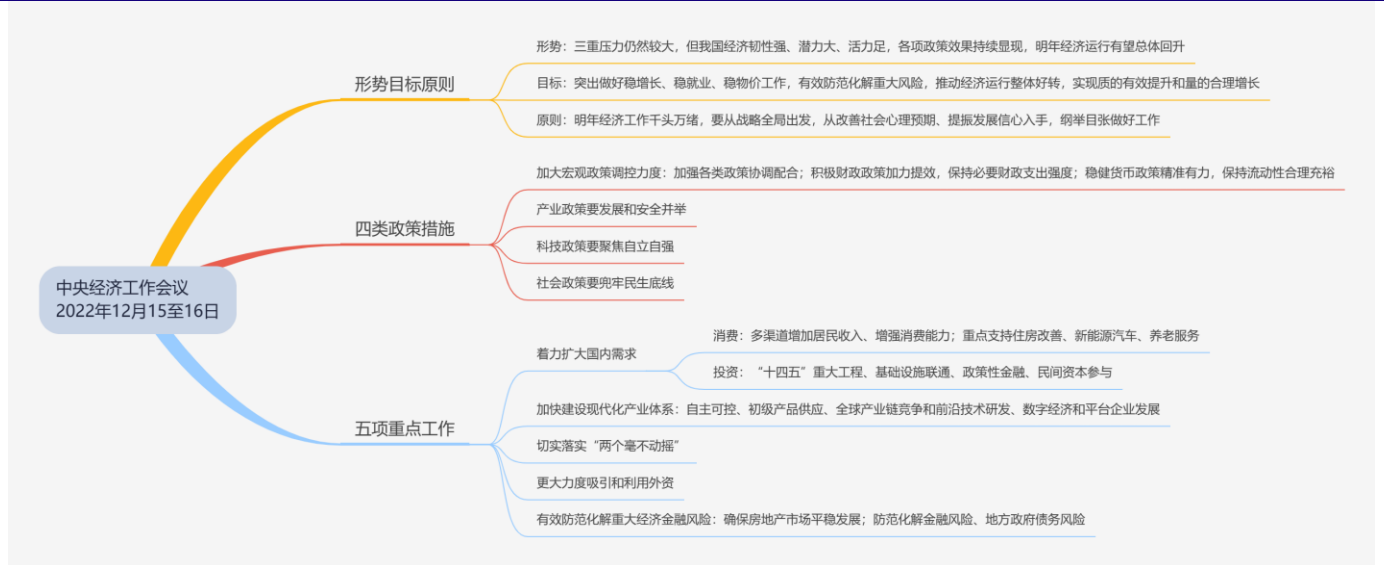 中央经济工作会议
2022年12月15至16日
形势目标原则
形势：三重压力仍然较大，但我国经济韧性强、潜力大、活力足，各项政策效果持续显现，明年经济运行有望总体回升
目标：突出做好稳增长、稳就业、稳物价工作，有效防范化解重大风险，推动经济运行整体好转，实现质的有效提升和量的合理增长
原则：明年经济工作千头万绪，要从战略全局出发，从改善社会心理预期、提振发展信心入手，纲举目张做好工作
四类政策措施
加大宏观政策调控力度：加强各类政策协调配合；积极财政政策加力提效，保持必要财政支出强度；稳健货币政策精准有力，保持流动性合理充裕
产业政策要发展和安全并举
科技政策要聚焦自立自强
社会政策要兜牢民生底线
五项重点工作
着力扩大国内需求
消费：多渠道增加居民收入、增强消费能力；重点支持住房改善、新能源汽车、养老服务
投资：“十四五”重大工程、基础设施联通、政策性金融、民间资本参与
加快建设现代化产业体系：自主可控、初级产品供应、全球产业链竞争和前沿技术研发、数字经济和平台企业发展
切实落实“两个毫不动摇”
更大力度吸引和利用外资
有效防范化解重大经济金融风险：确保房地产市场平稳发展；防范化解金融风险、地方政府债务风险